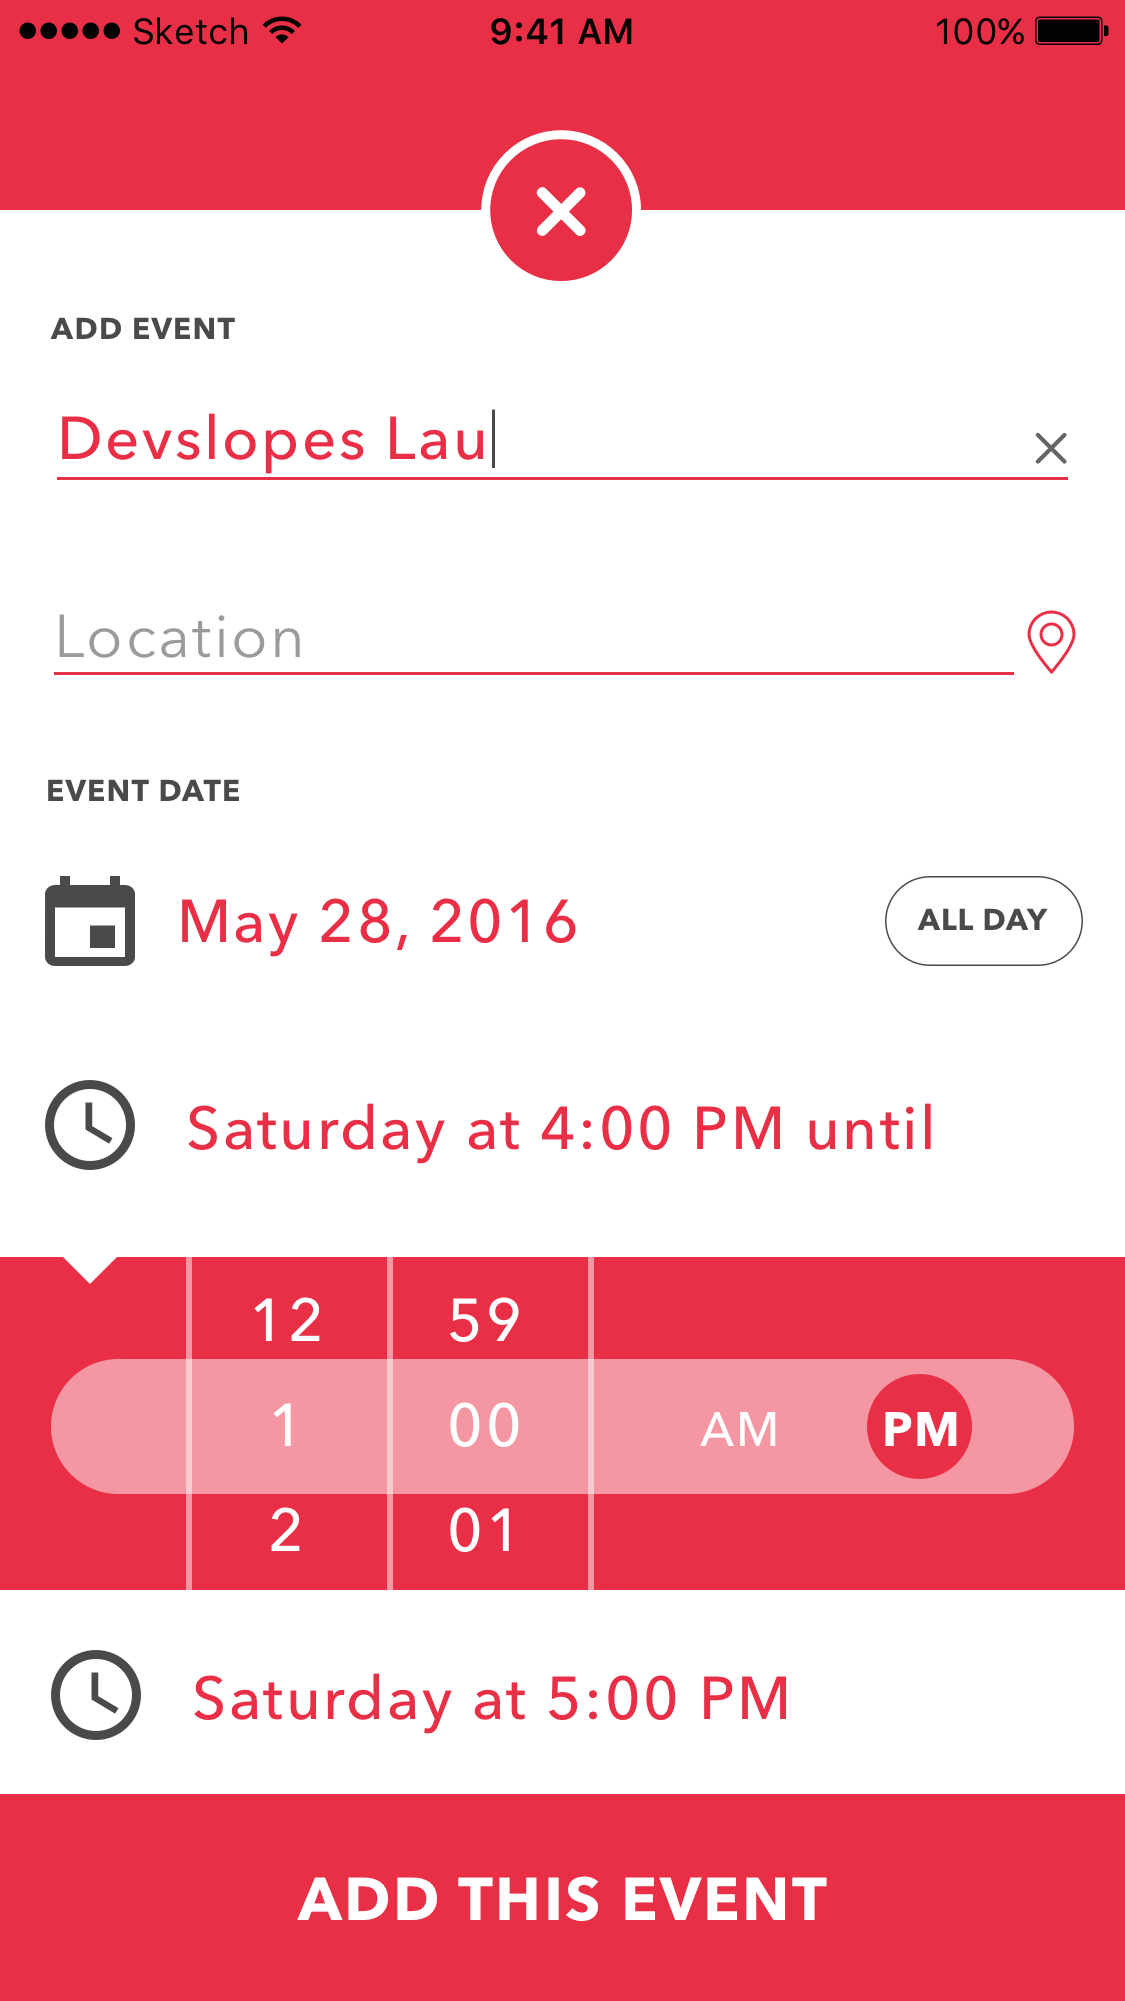 Sketch 9:41 AM 100%
ADD EVENT
Devslopes Lau
Location
EVENT DATE
May 28, 2016 ALL DAY
Saturday at 4:00 PM until
12 59
1 00 AM PM
2 01
Saturday at 5:00 PM
ADD THIS EVENT